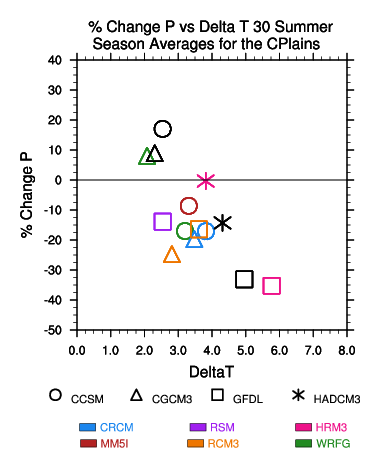 % Change P vs Delta T 30 Summer
Season Averages for the CPlains
% Change P
40
30
20
10
0
-10
-20
-30
-40
-50
0.0 1.0 2.0 3.0 4.0 5.0 6.0 7.0 8.0
DeltaT
CCSM CGCM3 GFDL HADCM3
CRCM RSM HRM3
MM5I RCM3 WRFG